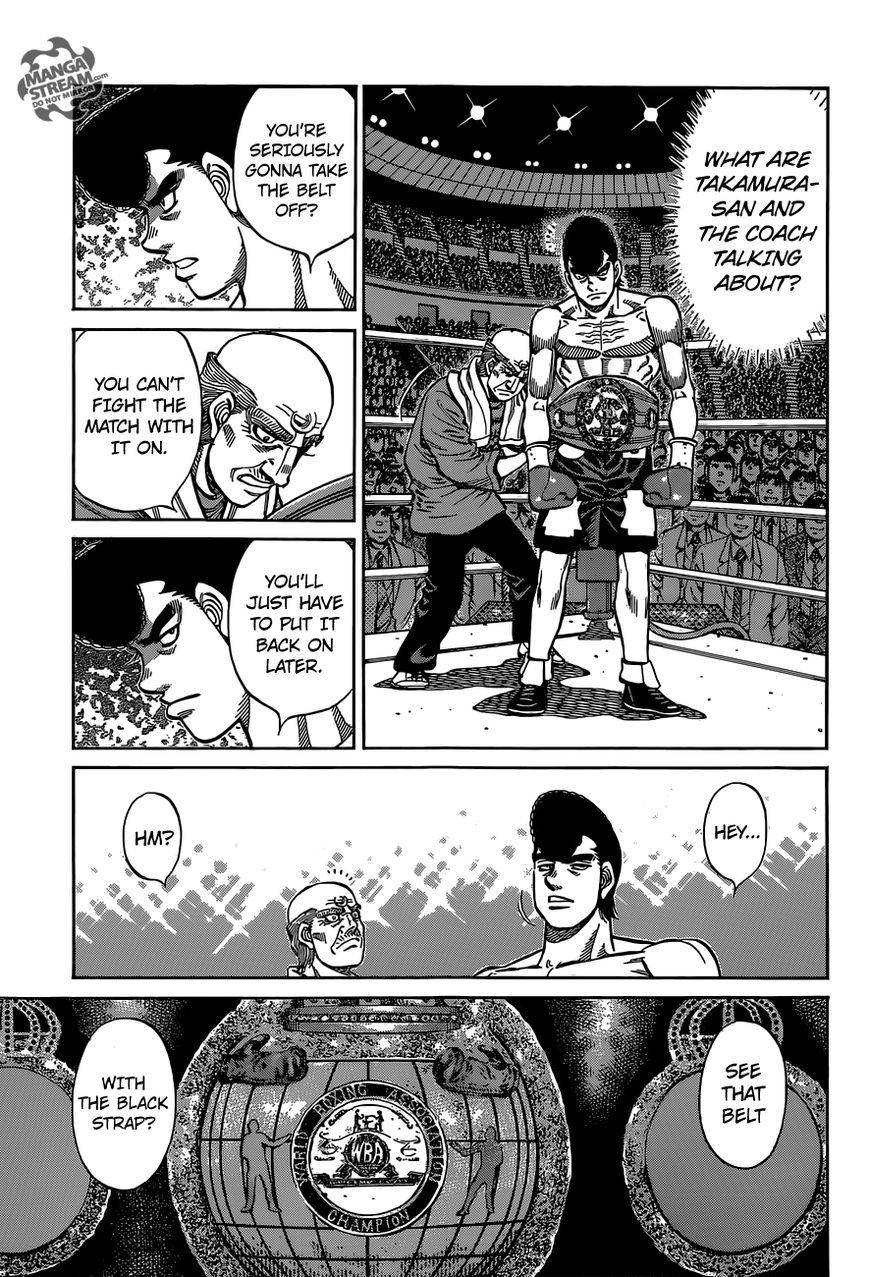 MANGA
STREAM.com
DO NOT MIRROR
WHAT ARE
TAKAMURA-
SAN AND
THE COACH
TALKING
ABOUT?
YOU'RE
SERIOUSLY
GONNA TAKE
THE BELT
OFF?
YOU CAN'T
FIGHT THE
MATCH WITH
IT ON.
YOU'LL
JUST HAVE
TO PUT IT
BACK ON
LATER.
HEY...
HM?
SEE
THAT
BELT
WITH
THE BLACK
STRAP?
WORLD BOXING ASSOCIATION
WBA
CHAMPION